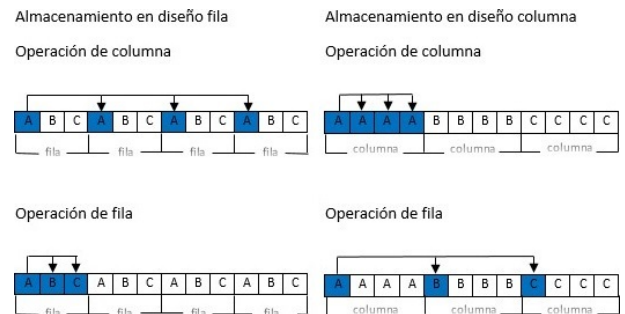 Almacenamiento en diseño fila
Operación de columna
A B C A B C A B C A B C
fila fila fila fila
Operación de fila
A B C A B C A B C A B C
fila fila fila fila
Almacenamiento en diseño columna
Operación de columna
A A A A B B B B C C C C
columna columna columna
Operación de fila
A A A A B B B B C C C C
columna columna columna